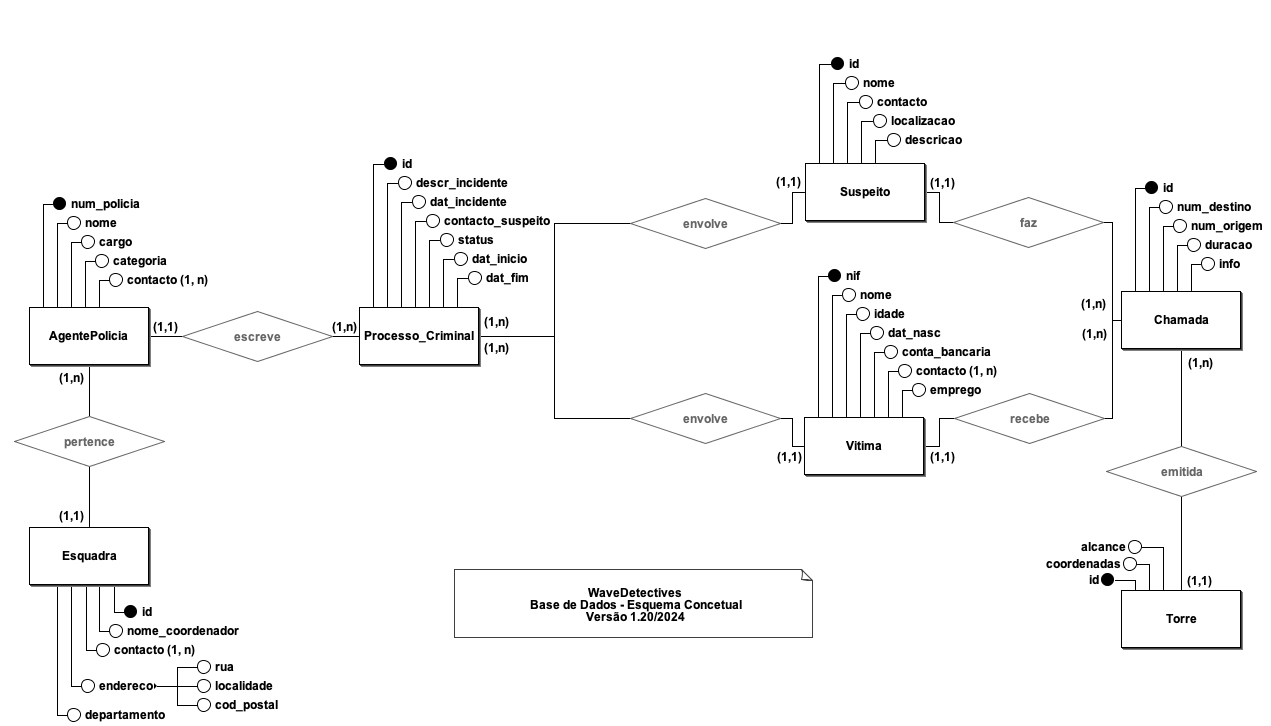 id
nome
contacto
localizacao
descricao
(1,1)
Suspeito
(1,1)
envolve
faz
id
descr_incidente
dat_incidente
contacto_suspeito
status
dat_inicio
dat_fim
id
num_destino
num_origem
duracao
info
num_policia
nome
cargo
categoria
contacto (1, n)
nif
nome
idade
dat_nasc
conta_bancaria
contacto (1, n)
emprego
AgentePolicia
(1,1)
escreve
(1,n)
Processo_Criminal
(1,n)
(1,n)
(1,n)
(1,n)
Chamada
(1,n)
(1,n)
pertence
(1,1)
envolve
(1,1)
Vitima
(1,1)
recebe
emitida
Esquadra
id
nome_coordenador
contacto (1, n)
endereco
rua
localidade
cod_postal
departamento
WaveDetectives
Base de Dados - Esquema Concetual
Versão 1.20/2024
alcance
coordenadas
id
(1,1)
Torre